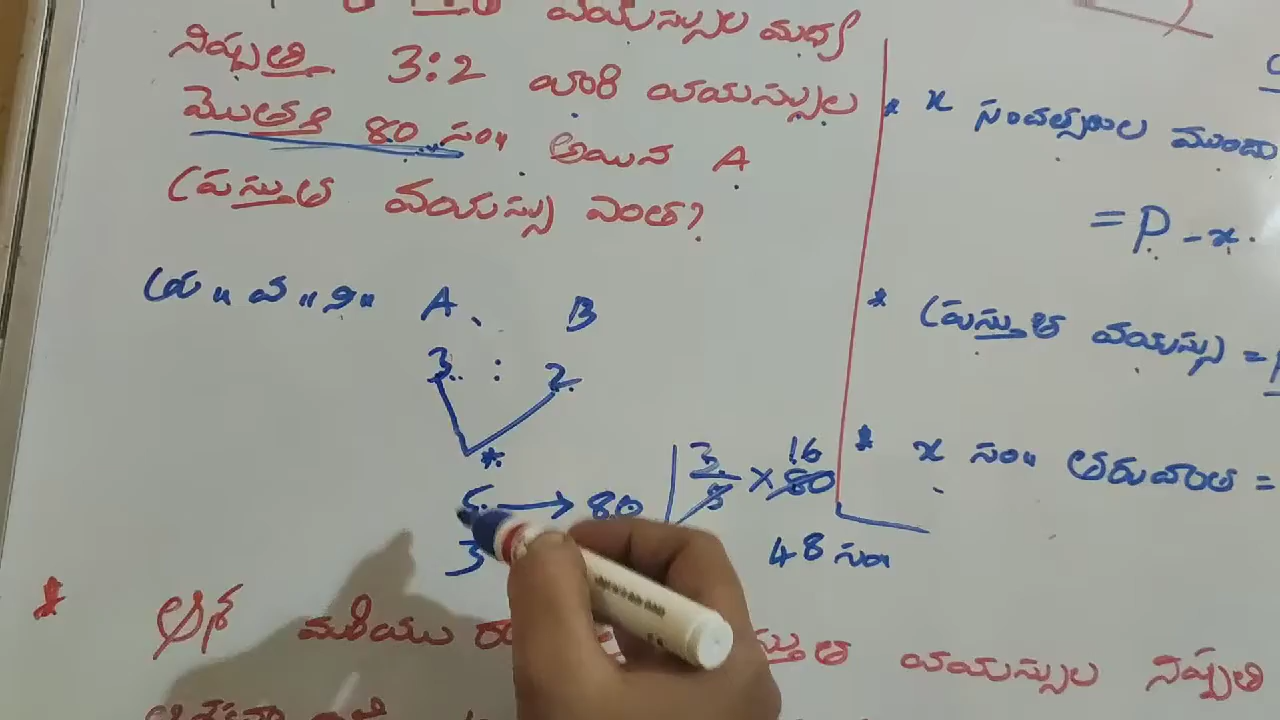 వయస్సుల మధ్య
నిష్పత్తి 3:2 వారి వయస్సుల
మొత్తం 80 సం॥ అయిన A
ప్రస్తుత వయస్సు ఎంత?
ప్ర॥ వ॥ ని॥ A B
3 : 2
5 → 80
3
3/5 × 80 16
48 సం॥
* x సంవత్సరాల ముందు
= P - x
* ప్రస్తుత వయస్సు =
* x సం॥ తరువాత =
* మరియు ప్రస్తుత వయస్సుల నిష్పత్తి